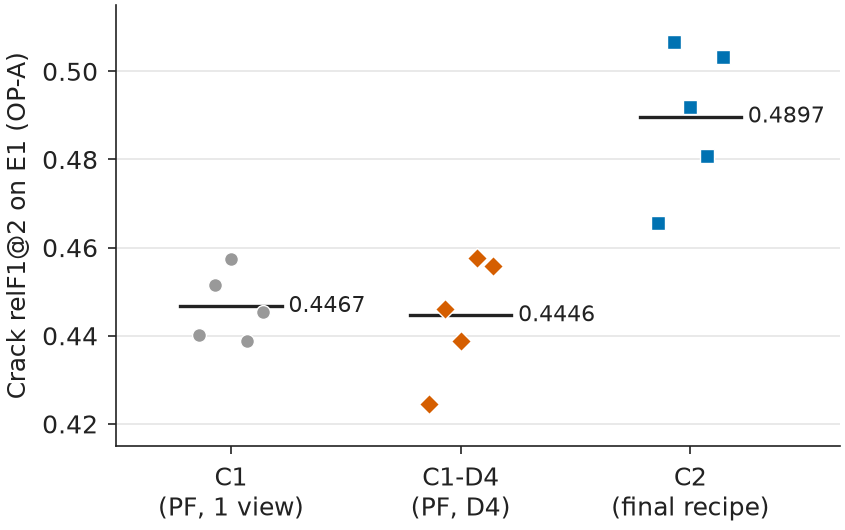 Crack relF1@2 on E1 (OP-A)
0.50
0.48
0.46
0.44
0.42
0.4467
0.4446
0.4897
C1
(PF, 1 view)
C1-D4
(PF, D4)
C2
(final recipe)